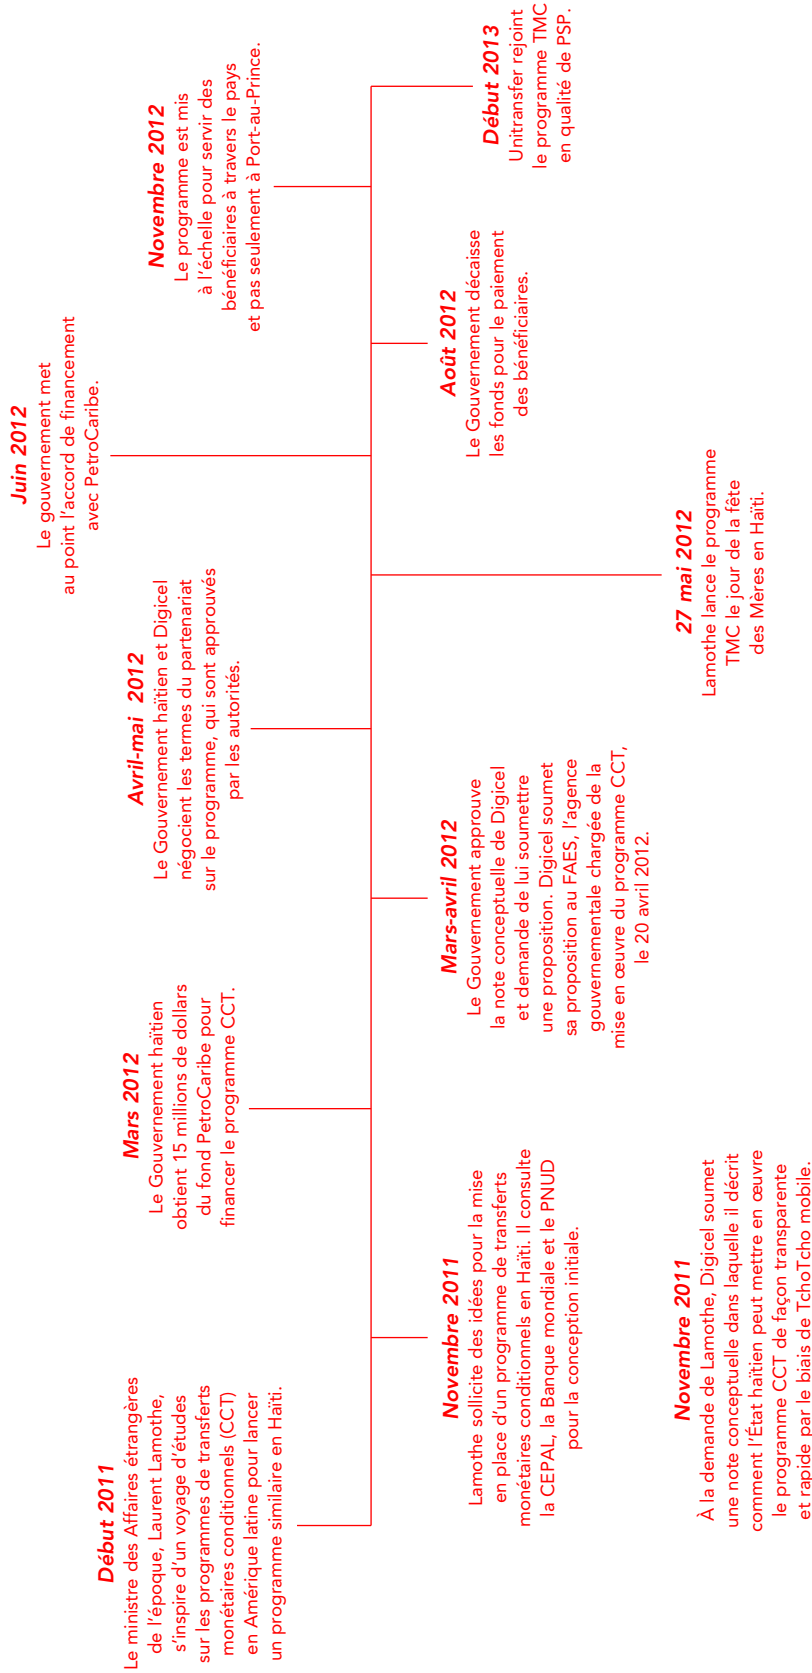 Début 2011
Le ministre des Affaires étrangères
de l'époque, Laurent Lamothe,
s'inspire d'un voyage d'études
sur les programmes de transferts
monétaires conditionnels (CCT)
en Amérique latine pour lancer
un programme similaire en Haïti.
Novembre 2011
Lamothe sollicite des idées pour la mise
en place d'un programme de transferts
monétaires conditionnels en Haïti. Il consulte
la CEPAL, la Banque mondiale et le PNUD
pour la conception initiale.
Novembre 2011
À la demande de Lamothe, Digicel soumet
une note conceptuelle dans laquelle il décrit
comment l'État haïtien peut mettre en œuvre
le programme CCT de façon transparente
et rapide par le biais de TchoTcho mobile.
Mars 2012
Le Gouvernement haïtien
obtient 15 millions de dollars
du fond PetroCaribe pour
financer le programme CCT.
Mars-avril 2012
Le Gouvernement approuve
la note conceptuelle de Digicel
et demande de lui soumettre
une proposition. Digicel soumet
sa proposition au FAES, l'agence
gouvernementale chargée de la
mise en œuvre du programme CCT,
le 20 avril 2012.
Avril-mai 2012
Le Gouvernement haïtien et Digicel
négocient les termes du partenariat
sur le programme, qui sont approuvés
par les autorités.
27 mai 2012
Lamothe lance le programme
TMC le jour de la fête
des Mères en Haïti.
Juin 2012
Le gouvernement met
au point l'accord de financement
avec PetroCaribe.
Août 2012
Le Gouvernement décaisse
les fonds pour le paiement
des bénéficiaires.
Novembre 2012
Le programme est mis
à l'échelle pour servir des
bénéficiaires à travers le pays
et pas seulement à Port-au-Prince.
Début 2013
Unitransfer rejoint
le programme TMC
en qualité de PSP.